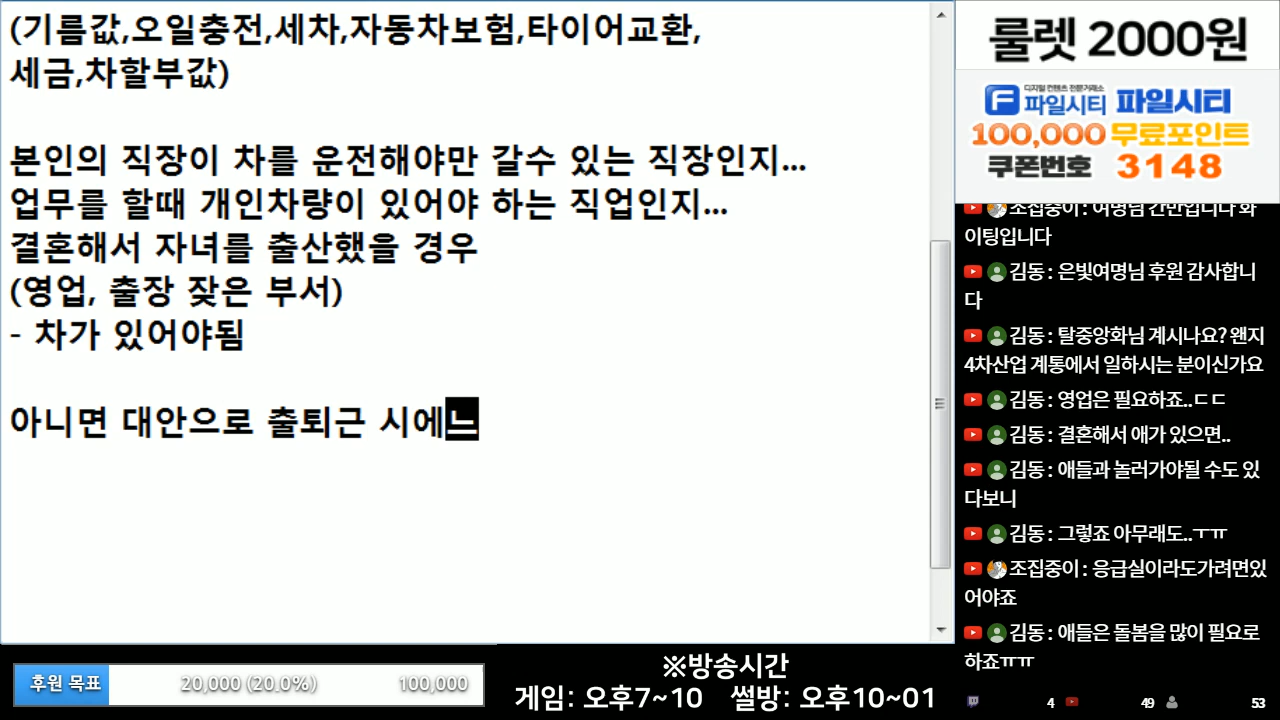 (기름값,오일충전,세차,자동차보험,타이어교환,
세금,차할부값)
본인의 직장이 차를 운전해야만 갈수 있는 직장인지...
업무를 할때 개인차량이 있어야 하는 직업인지...
결혼해서 자녀를 출산했을 경우
(영업, 출장 잦은 부서)
- 차가 있어야됨
아니면 대안으로 출퇴근 시에느
룰렛 2000원
디지털 컨텐츠 전문거래소
파일시티 파일시티
100,000 무료포인트
쿠폰번호 3148
조집중이 : 여명님 간만입니다 화
이팅입니다
김동 : 은빛여명님 후원 감사합니
다
김동 : 탈중앙화님 계시나요? 왠지
4차산업 계통에서 일하시는 분이신가요
김동 : 영업은 필요하죠..ㄷㄷ
김동 : 결혼해서 애가 있으면..
김동 : 애들과 놀러가야될 수도 있
다보니
김동 : 그렇죠 아무래도..ㅜㅠ
조집중이 : 응급실이라도가려면있
어야죠
김동 : 애들은 돌봄을 많이 필요로
하죠ㅠㅠ
4 49 53
후원 목표 20,000 (20.0%) 100,000
※방송시간
게임: 오후7~10 썰방: 오후10~01